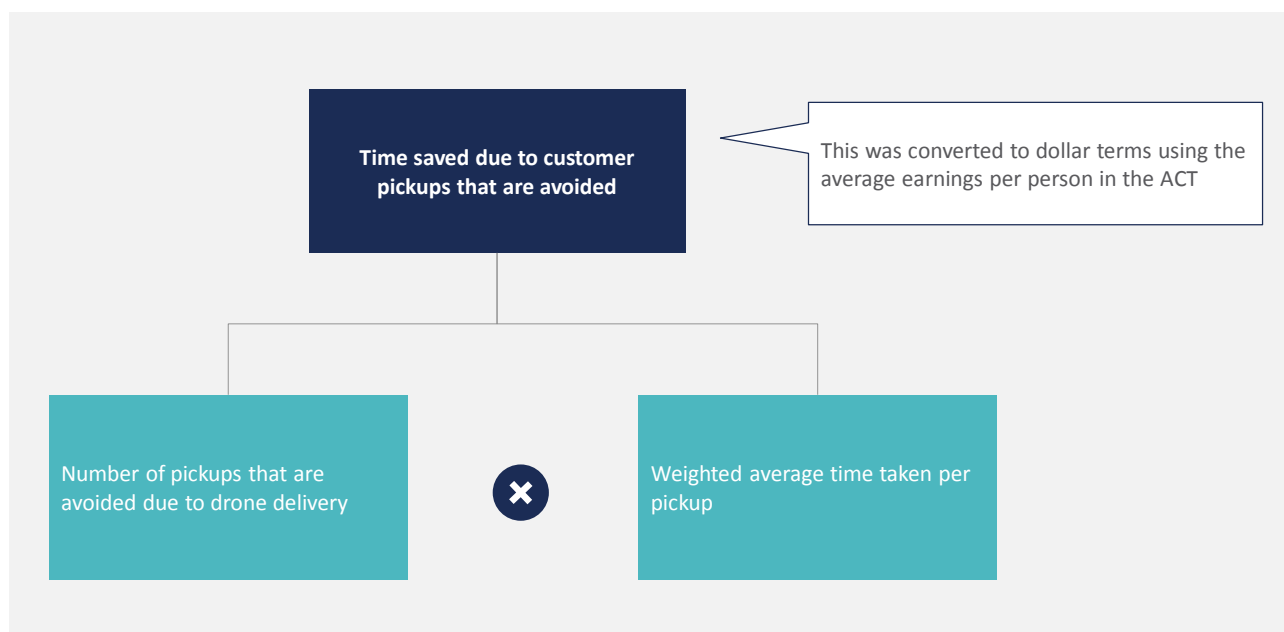 Time saved due to customer
pickups that are avoided
This was converted to dollar terms using the
average earnings per person in the ACT
Number of pickups that are
avoided due to drone delivery
Weighted average time taken per
pickup